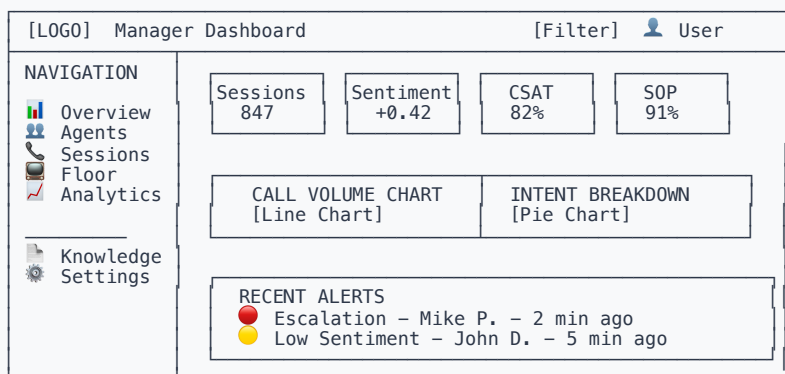 [LOGO] Manager Dashboard [Filter] User
NAVIGATION
Overview
Agents
Sessions
Floor
Analytics
Knowledge
Settings
Sessions
847
Sentiment
+0.42
CSAT
82%
SOP
91%
CALL VOLUME CHART
[Line Chart]
INTENT BREAKDOWN
[Pie Chart]
RECENT ALERTS
Escalation – Mike P. – 2 min ago
Low Sentiment – John D. – 5 min ago